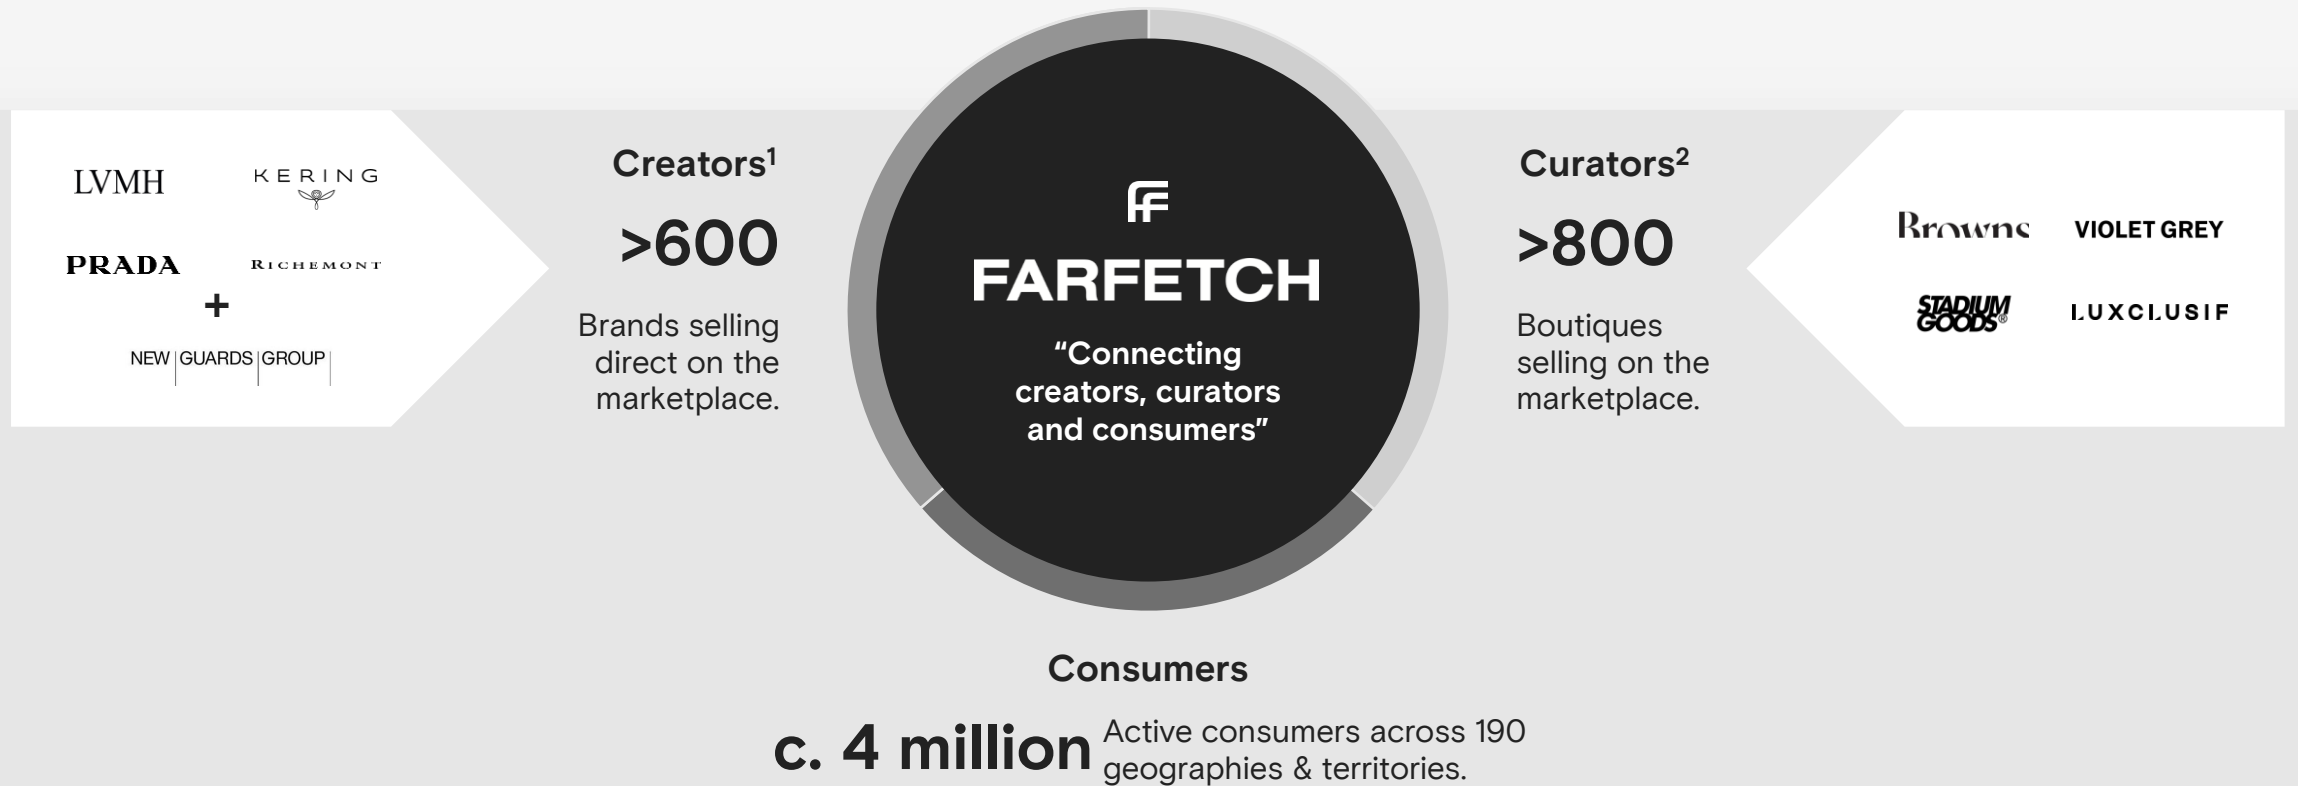 LVMH
KERING
PRADA
RICHEMONT
+
NEW GUARDS GROUP
Creators¹
>600
Brands selling
direct on the
marketplace.
FF
FARFETCH
“Connecting
creators, curators
and consumers”
Curators²
>800
Boutiques
selling on the
marketplace.
Browns
VIOLET GREY
STADIUM
GOODS®
LUXCLUSIF
Consumers
c. 4 million
Active consumers across 190
geographies & territories.